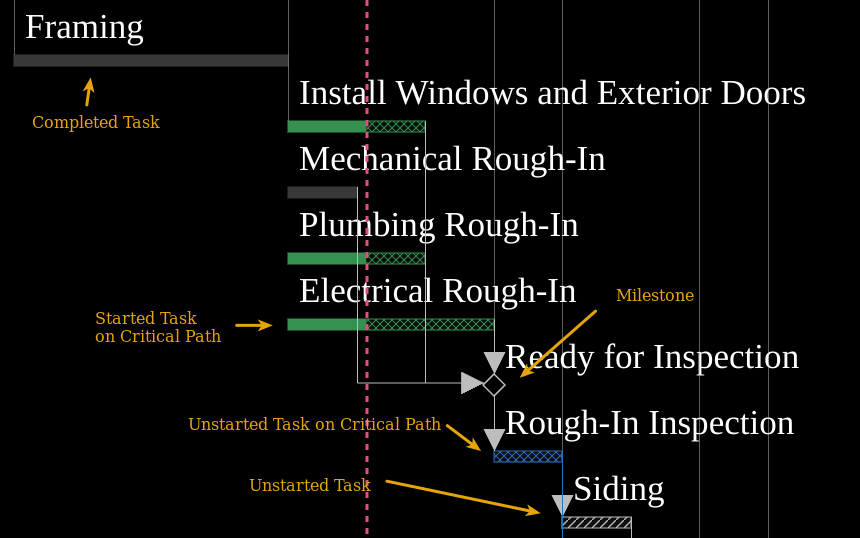 Framing
Completed Task
Install Windows and Exterior Doors
Mechanical Rough-In
Plumbing Rough-In
Electrical Rough-In
Milestone
Started Task
on Critical Path
Ready for Inspection
Rough-In Inspection
Unstarted Task on Critical Path
Siding
Unstarted Task